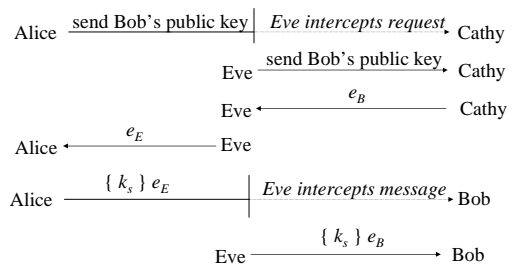 Alice send Bob's public key Eve intercepts request Cathy
Eve send Bob's public key Cathy
Eve e_B Cathy
Alice e_E Eve
Alice { k_s } e_E Eve intercepts message Bob
Eve { k_s } e_B Bob